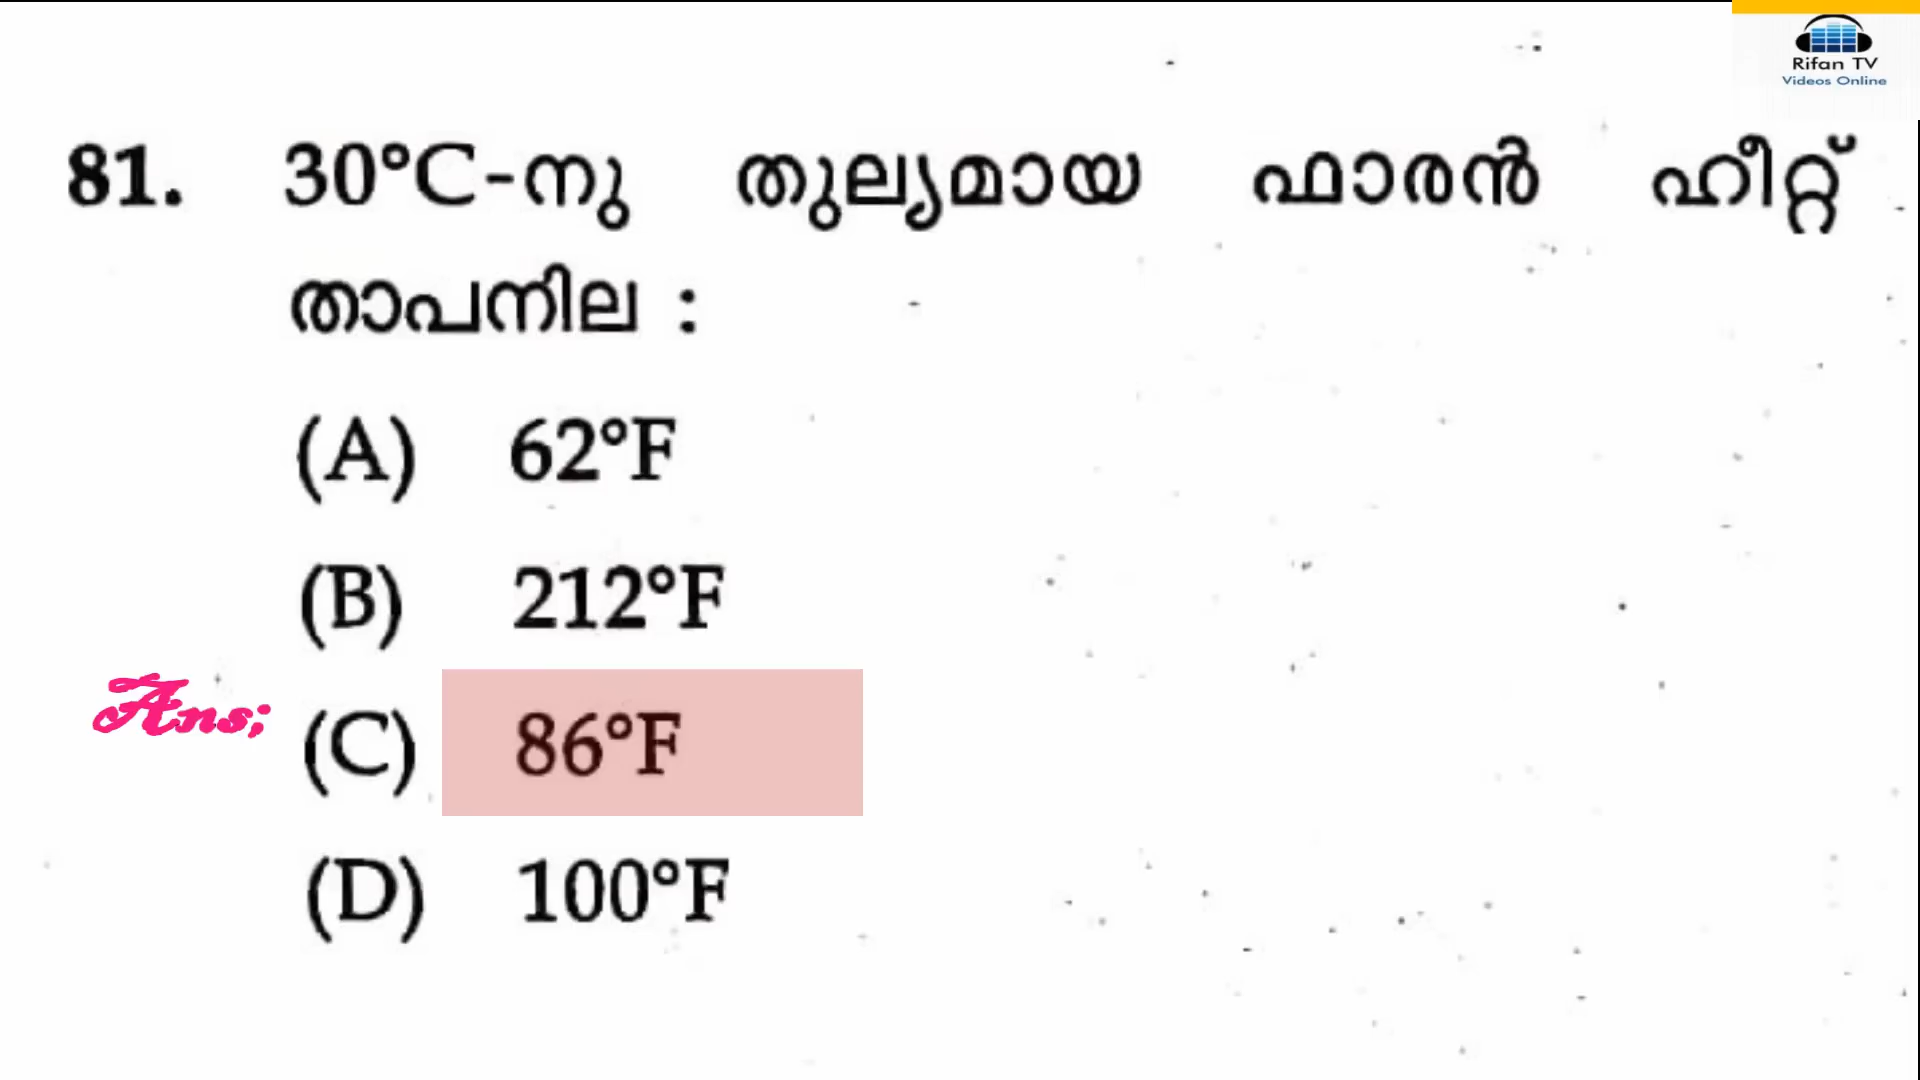 Rifan TV
Videos Online
81. 30°C-നു തുല്യമായ ഫാരൻ ഹീറ്റ്
താപനില :
(A) 62°F
(B) 212°F
Ans; (C) 86°F
(D) 100°F